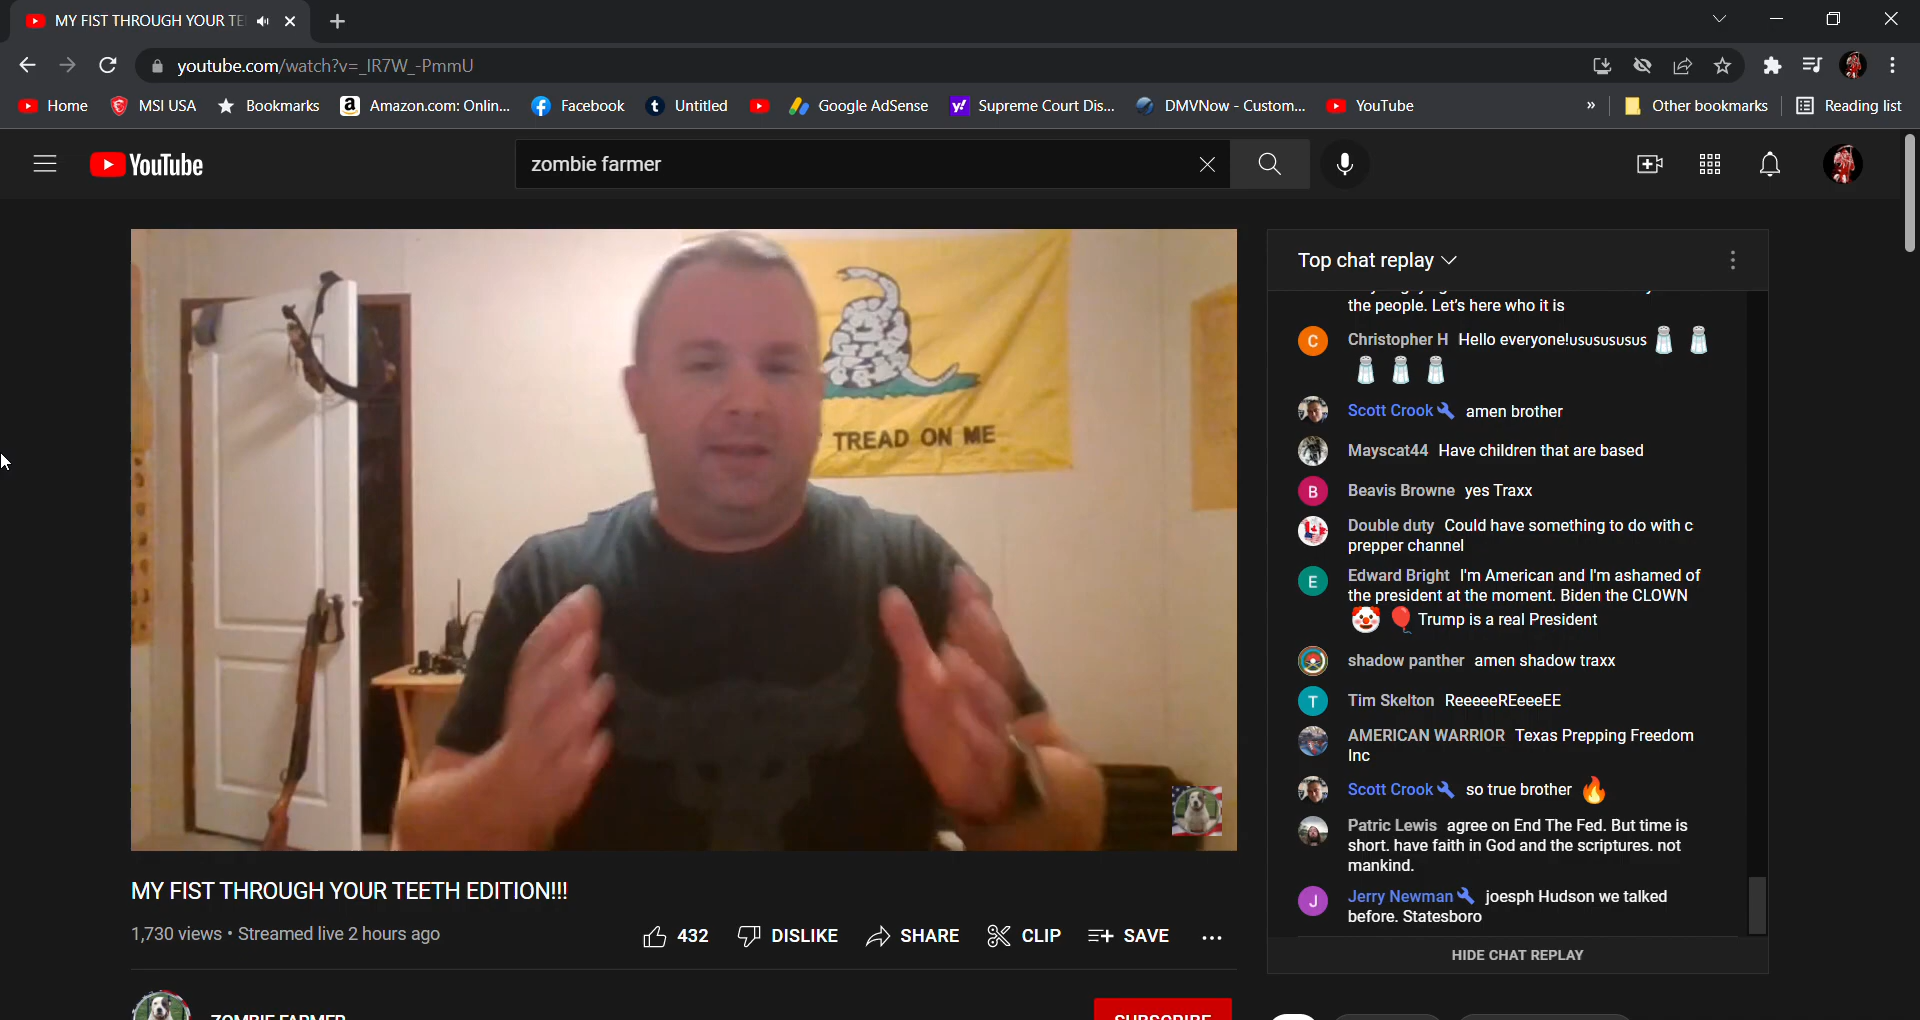 MY FIST THROUGH YOUR TE
youtube.com/watch?v=_IR7W_-PmmU
Home
MSI USA
Bookmarks
Amazon.com: Onlin...
Facebook
Untitled
Google AdSense
Supreme Court Dis...
DMVNow - Custom...
YouTube
»
Other bookmarks
Reading list
YouTube
zombie farmer
TREAD ON ME
Top chat replay
the people. Let's here who it is
Christopher H Hello everyone!ususususus
Scott Crook amen brother
Mayscat44 Have children that are based
B
Beavis Browne yes Traxx
Double duty Could have something to do with c
prepper channel
E
Edward Bright I'm American and I'm ashamed of
the president at the moment. Biden the CLOWN
🤡 🎈 Trump is a real President
shadow panther amen shadow traxx
T
Tim Skelton ReeeeeREeeeEE
AMERICAN WARRIOR Texas Prepping Freedom
Inc
Scott Crook so true brother 🔥
Patric Lewis agree on End The Fed. But time is
short. have faith in God and the scriptures. not
mankind.
J
Jerry Newman joesph Hudson we talked
before. Statesboro
HIDE CHAT REPLAY
MY FIST THROUGH YOUR TEETH EDITION!!!
1,730 views • Streamed live 2 hours ago
432
DISLIKE
SHARE
CLIP
SAVE
ZOMBIE FARMER
SUBSCRIBE